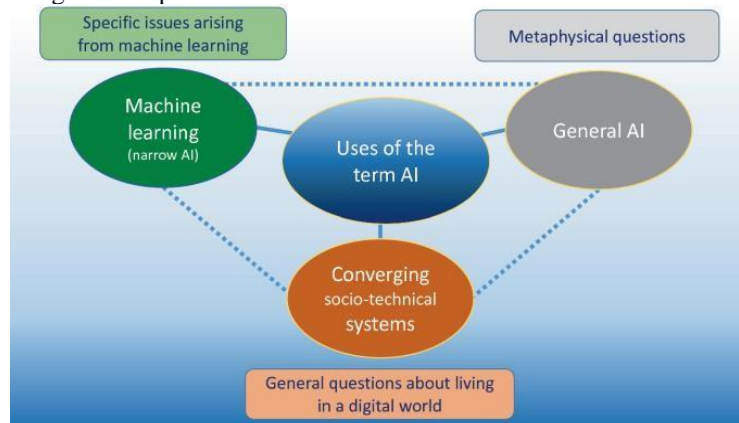 Specific issues arising
from machine learning
Metaphysical questions
Machine
learning
(narrow AI)
Uses of the
term AI
General AI
Converging
socio-technical
systems
General questions about living
in a digital world